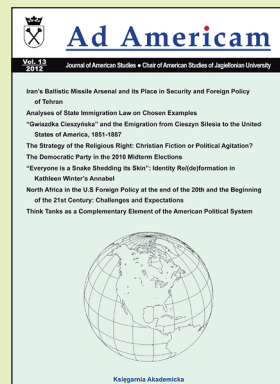 Ad Americam
Vol. 13
2012
Journal of American Studies ● Chair of American Studies of Jagiellonian University
Iran's Ballistic Missile Arsenal and its Place in Security and Foreign Policy
of Tehran
Analyses of State Immigration Law on Chosen Examples
"Gwiazdka Cieszyńska" and the Emigration from Cieszyn Silesia to the United
States of America, 1851-1887
The Strategy of the Religious Right: Christian Fiction or Political Agitation?
The Democratic Party in the 2010 Midterm Elections
"Everyone is a Snake Shedding its Skin": Identity Re/(de)formation in
Kathleen Winter's Annabel
North Africa in the U.S Foreign Policy at the end of the 20th and the Beginning
of the 21st Century: Challenges and Expectations
Think Tanks as a Complementary Element of the American Political System
Księgarnia Akademicka